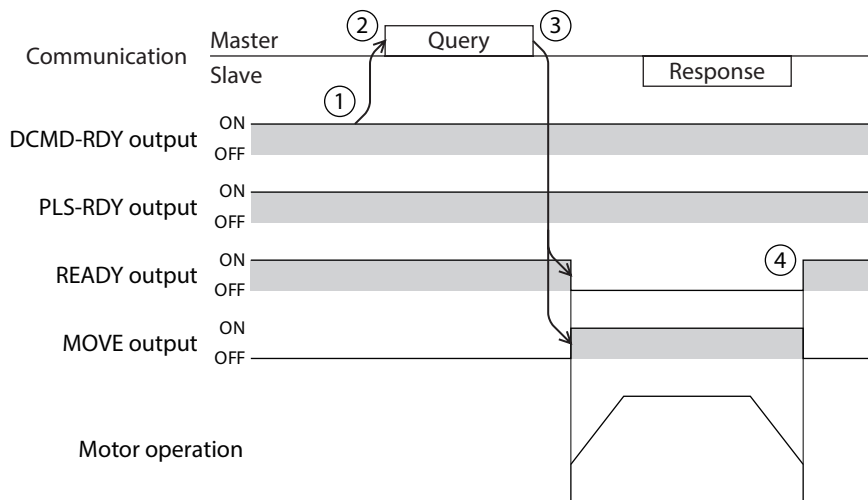 ② Query ③
Communication Master
Slave Response
①
DCMD-RDY output ON
OFF
PLS-RDY output ON
OFF
READY output ON ④
OFF
MOVE output ON
OFF
Motor operation